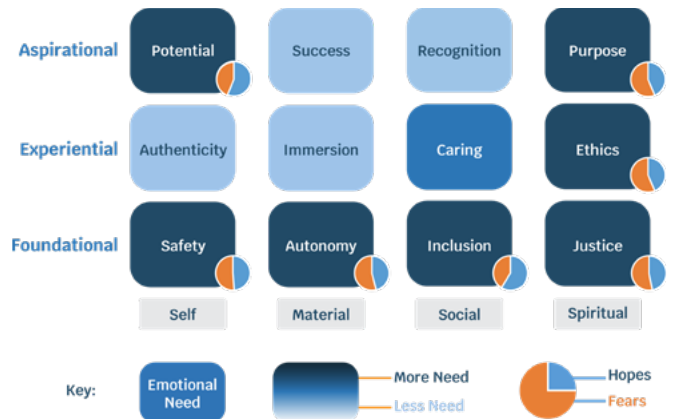 Aspirational Potential Success Recognition Purpose
Experiential Authenticity Immersion Caring Ethics
Foundational Safety Autonomy Inclusion Justice
Self Material Social Spiritual
Key: Emotional Need More Need Less Need Hopes Fears